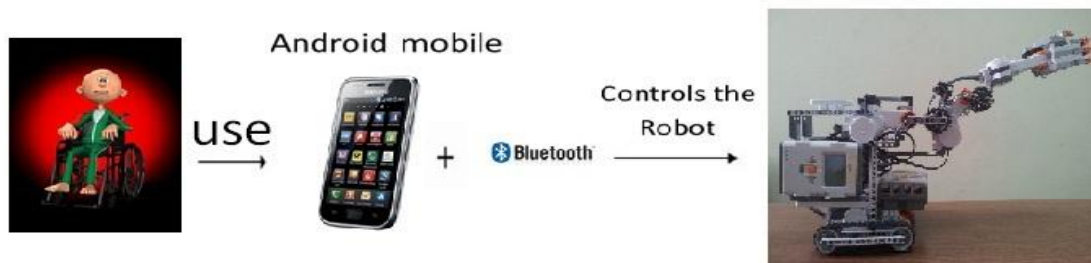 Android mobile
use
+
Bluetooth
Controls the
Robot